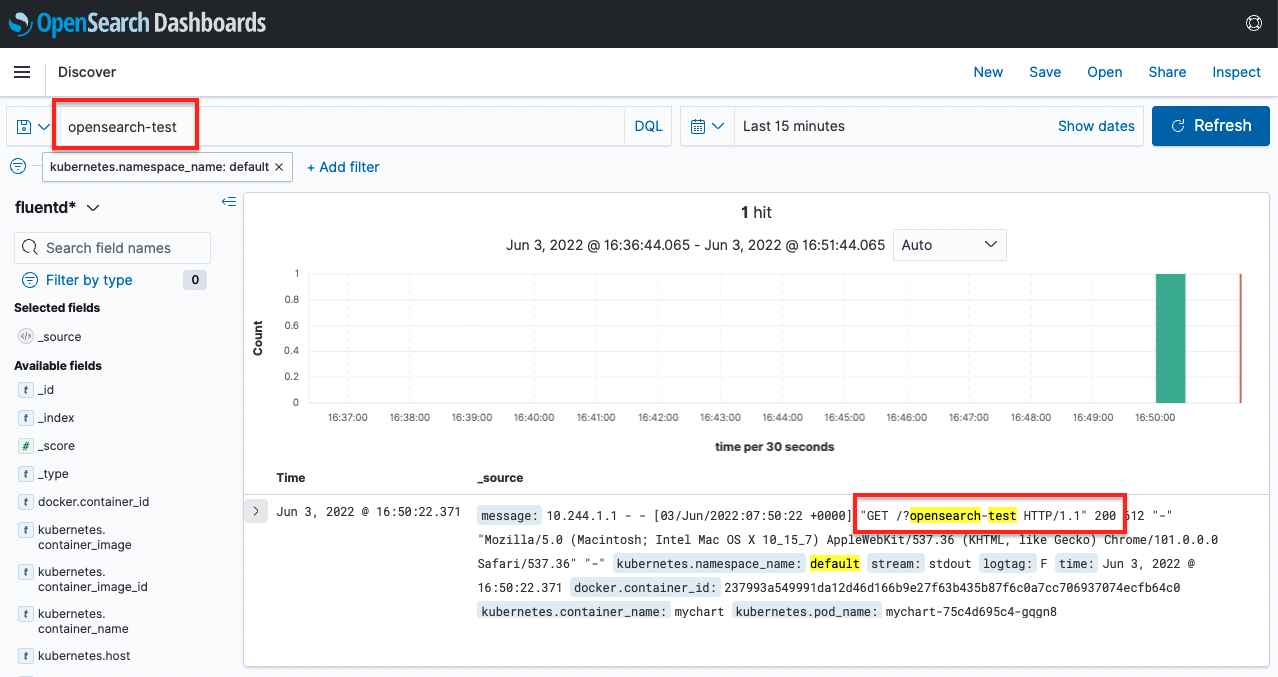 OpenSearch Dashboards
Discover
New Save Open Share Inspect
opensearch-test
DQL
Last 15 minutes
Show dates
Refresh
kubernetes.namespace_name: default ×
+ Add filter
fluentd*
Search field names
Filter by type 0
Selected fields
_source
Available fields
t _id
t _index
# _score
t _type
t docker.container_id
t kubernetes.
container_image
t kubernetes.
container_image_id
t kubernetes.
container_name
t kubernetes.host
1 hit
Jun 3, 2022 @ 16:36:44.065 - Jun 3, 2022 @ 16:51:44.065 Auto
Count
1
0.8
0.6
0.4
0.2
0
16:37:00 16:38:00 16:39:00 16:40:00 16:41:00 16:42:00 16:43:00 16:44:00 16:45:00 16:46:00 16:47:00 16:48:00 16:49:00 16:50:00
time per 30 seconds
Time _source
Jun 3, 2022 @ 16:50:22.371 message: 10.244.1.1 - - [03/Jun/2022:07:50:22 +0000] "GET /?opensearch-test HTTP/1.1" 200 612 "-"
"Mozilla/5.0 (Macintosh; Intel Mac OS X 10_15_7) AppleWebKit/537.36 (KHTML, like Gecko) Chrome/101.0.0.0
Safari/537.36" "-" kubernetes.namespace_name: default stream: stdout logtag: F time: Jun 3, 2022 @
16:50:22.371 docker.container_id: 237993a549991da12d46d166b9e27f63b435b87f6c0a7cc706937074ecfb64c0
kubernetes.container_name: mychart kubernetes.pod_name: mychart-75c4d695c4-gqgn8